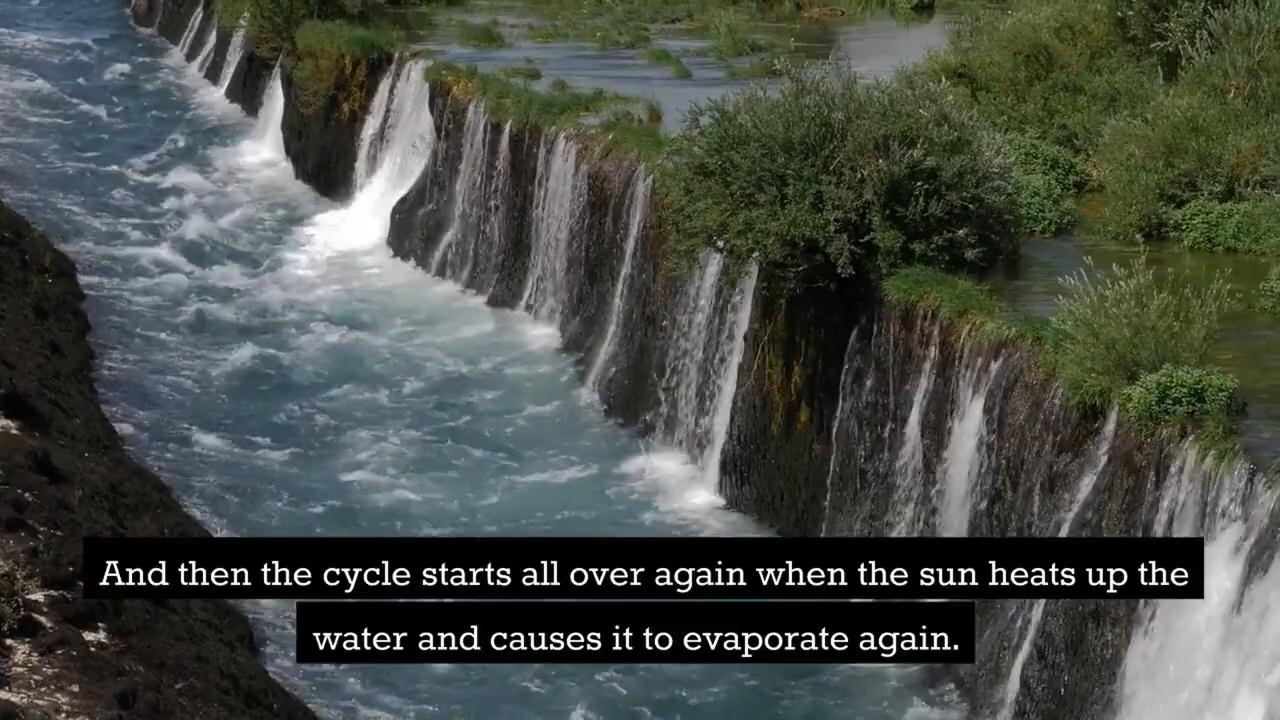 And then the cycle starts all over again when the sun heats up the
water and causes it to evaporate again.